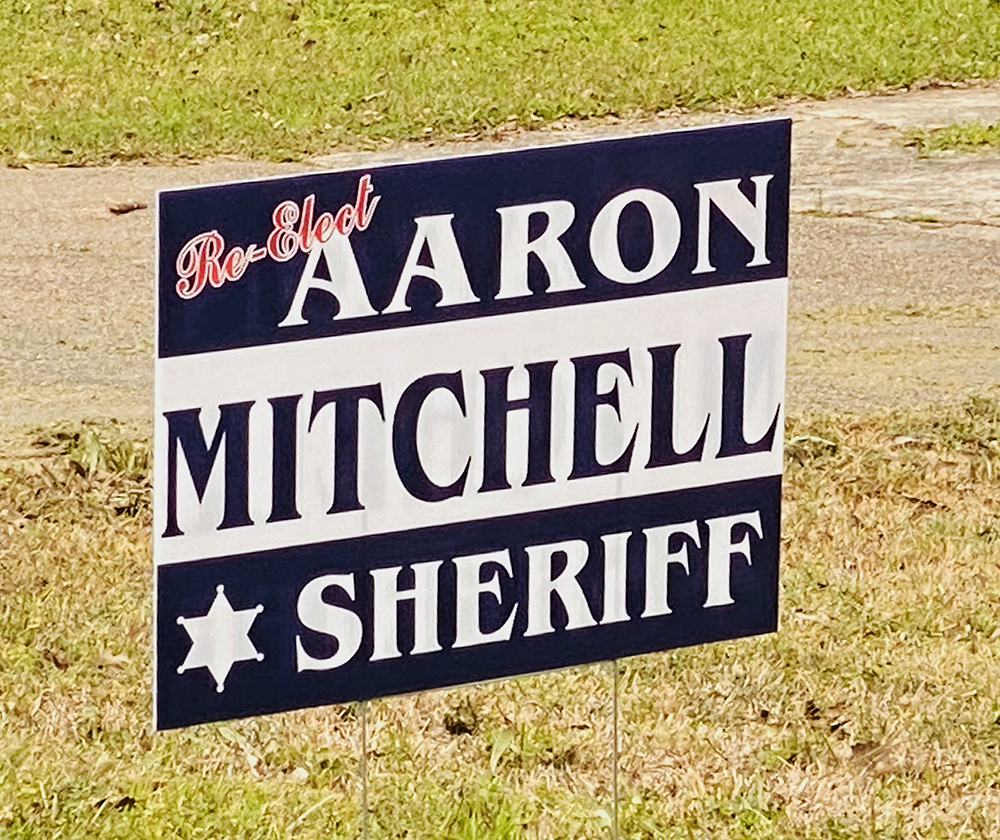 Re-Elect
AARON
MITCHELL
SHERIFF